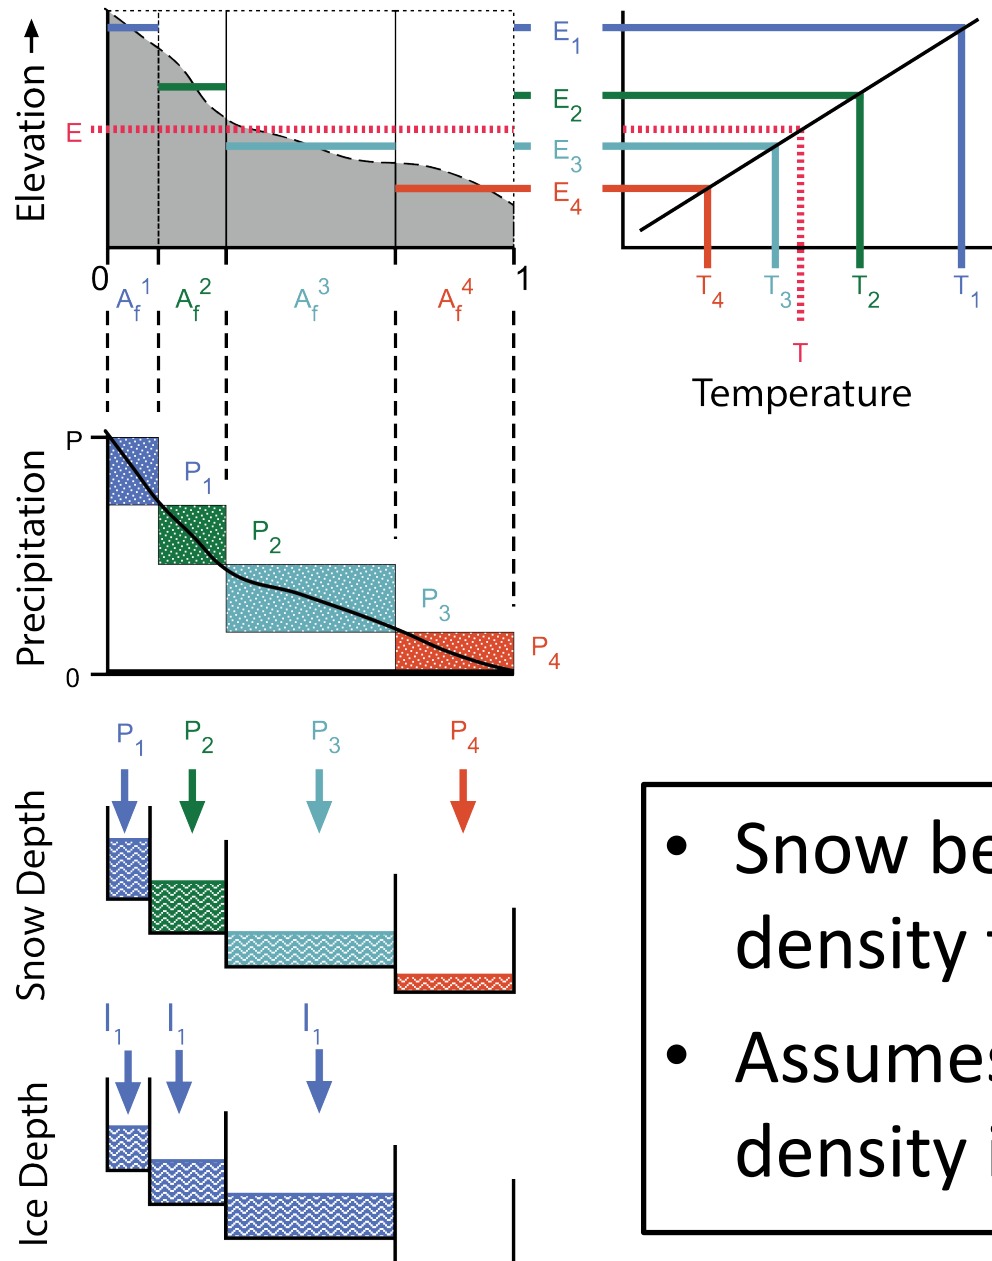 Elevation →
E
E1
E2
E3
E4
0
1
Af1
Af2
Af3
Af4
T4
T3
T2
T1
T
Temperature
Precipitation
P
0
P1
P2
P3
P4
Snow Depth
P1
P2
P3
P4
Ice Depth
I1
I1
I1
• Snow be
density
• Assumes
density i